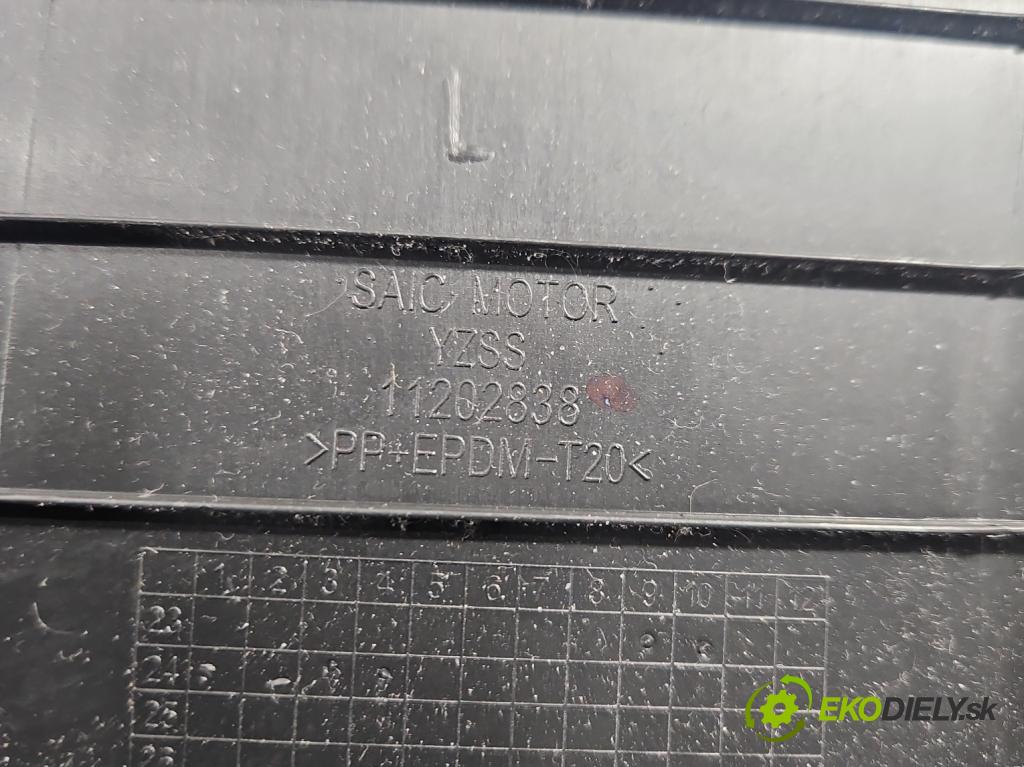 L
SAIC MOTOR
YZSS
11202838
>PP+EPDM-T20<
1 2 3 4 5 6 7 8 9 10 11 12
23
24
25
EKODIELY.sk